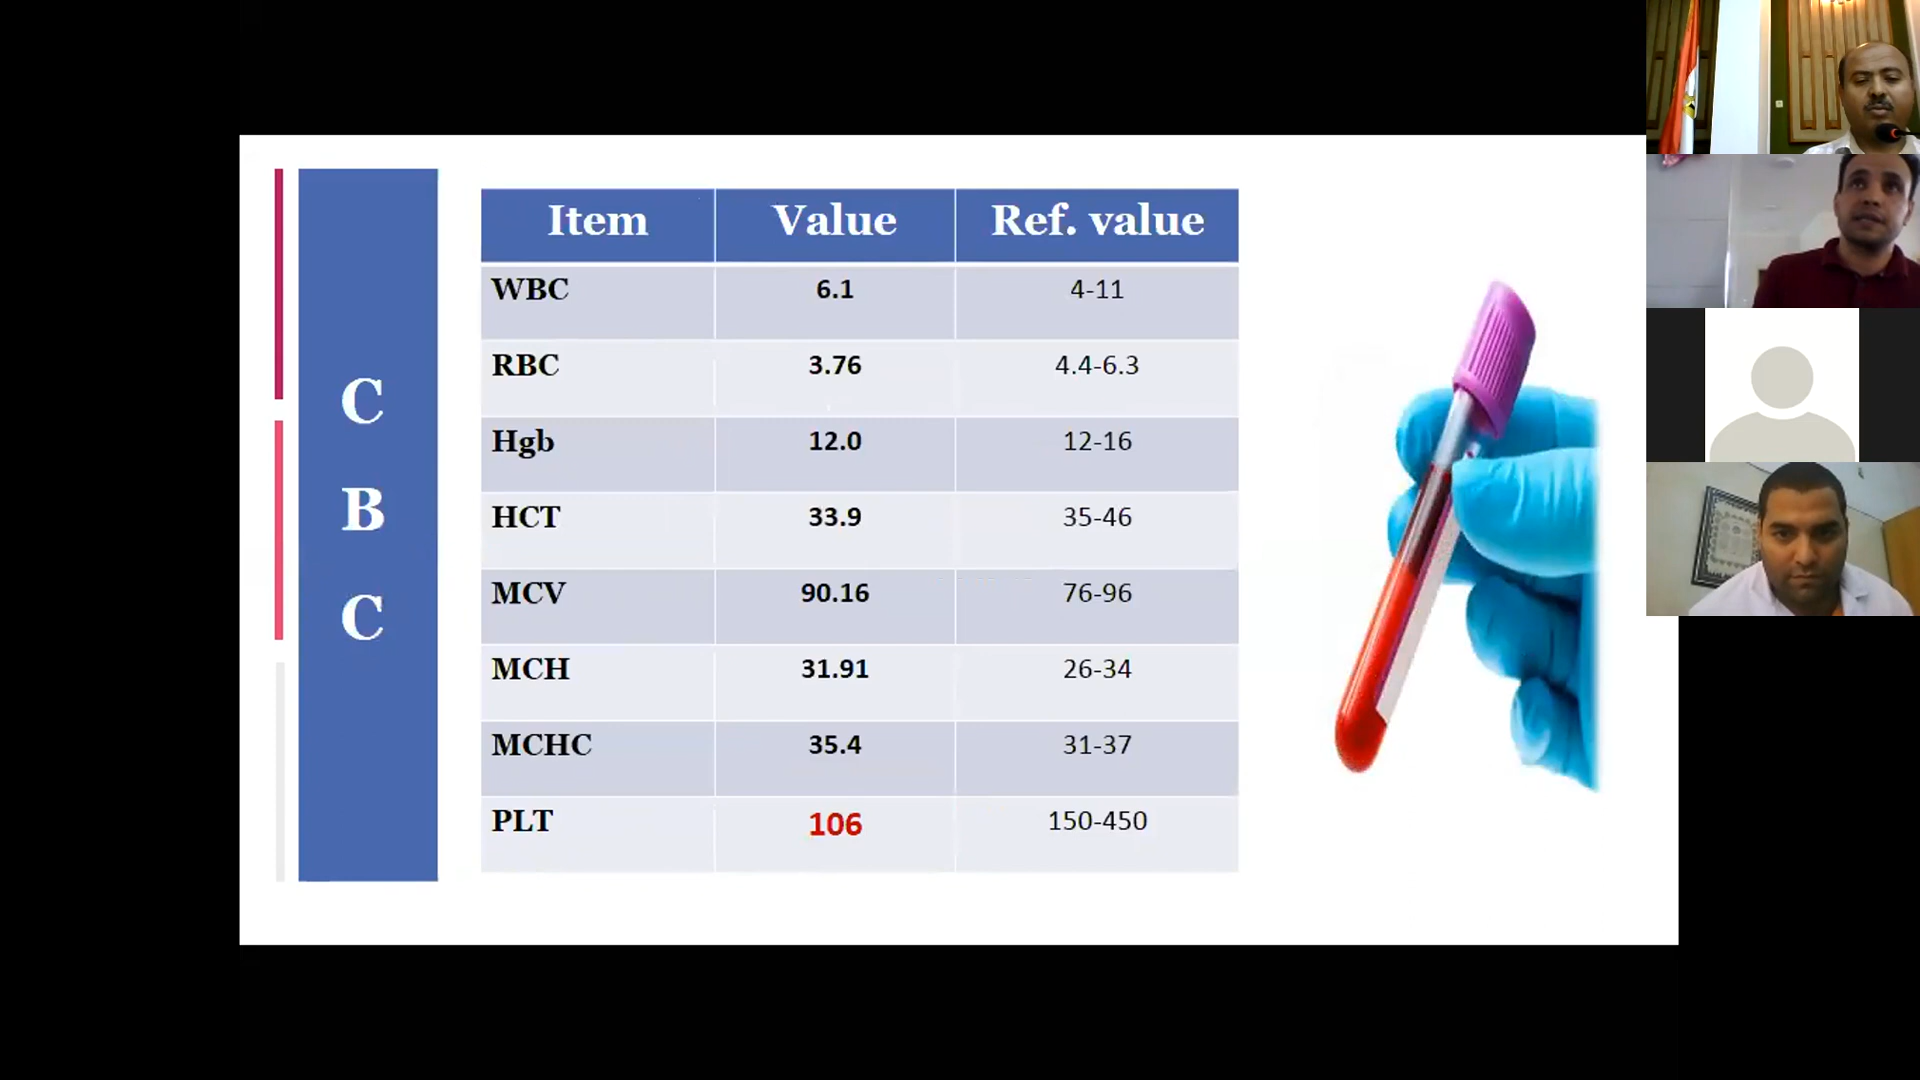 C
B
C
Item Value Ref. value
WBC 6.1 4-11
RBC 3.76 4.4-6.3
Hgb 12.0 12-16
HCT 33.9 35-46
MCV 90.16 76-96
MCH 31.91 26-34
MCHC 35.4 31-37
PLT 106 150-450